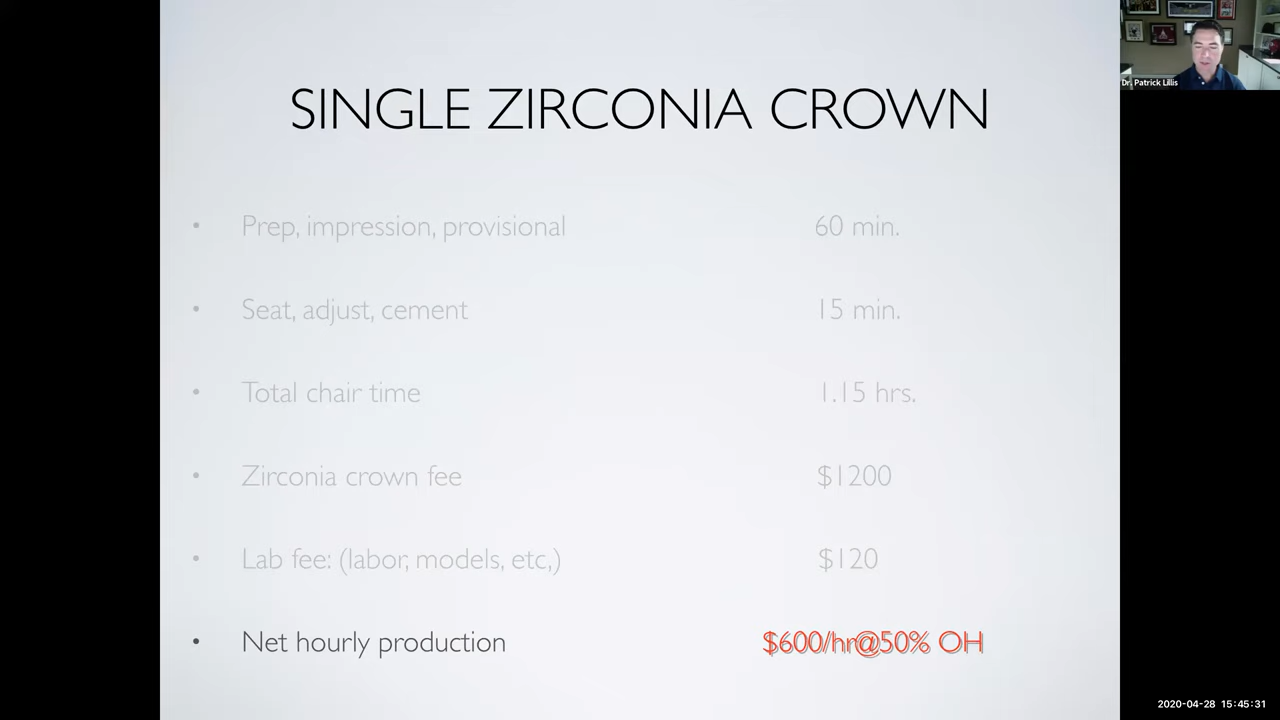 Dr. Patrick Lillis
SINGLE ZIRCONIA CROWN
• Prep, impression, provisional 60 min.
• Seat, adjust, cement 15 min.
• Total chair time 1.15 hrs.
• Zirconia crown fee $1200
• Lab fee: (labor, models, etc,) $120
• Net hourly production $600/hr@50% OH
2020-04-28 15:45:31